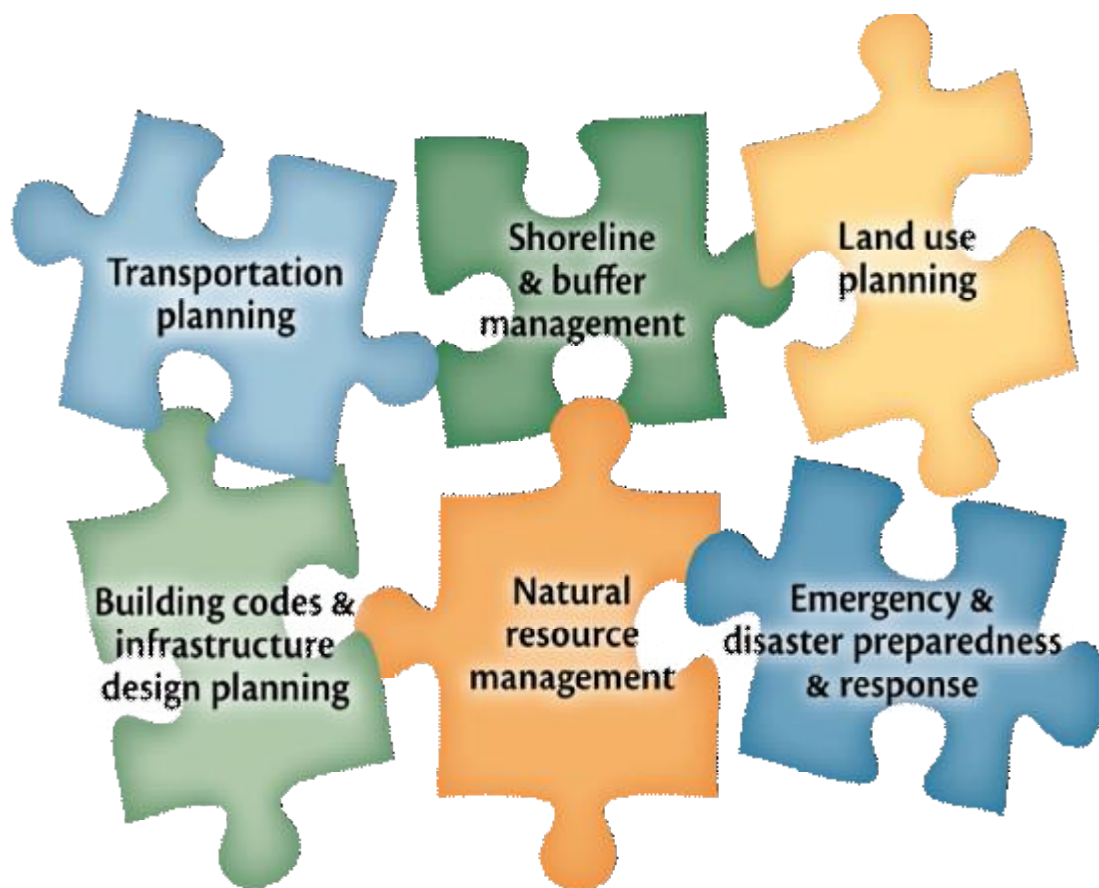 Transportation
planning
Shoreline
& buffer
management
Land use
planning
Building codes &
infrastructure
design planning
Natural
resource
management
Emergency &
disaster preparedness
& response